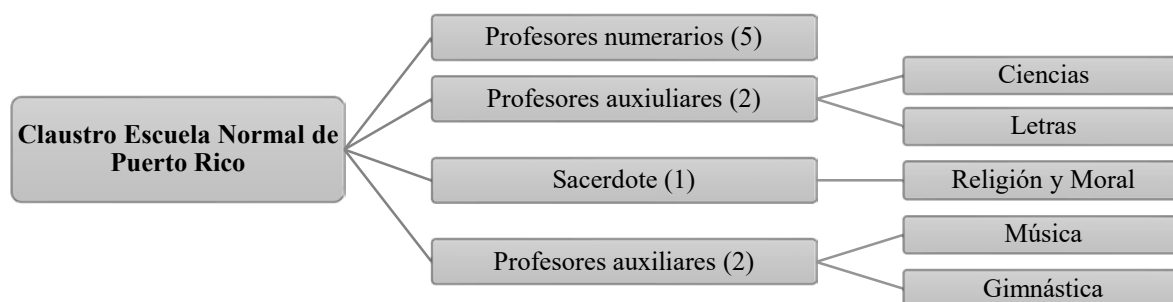 Claustro Escuela Normal de
Puerto Rico
Profesores numerarios (5)
Profesores auxiuliares (2)
Ciencias
Letras
Sacerdote (1)
Religión y Moral
Profesores auxiliares (2)
Música
Gimnástica